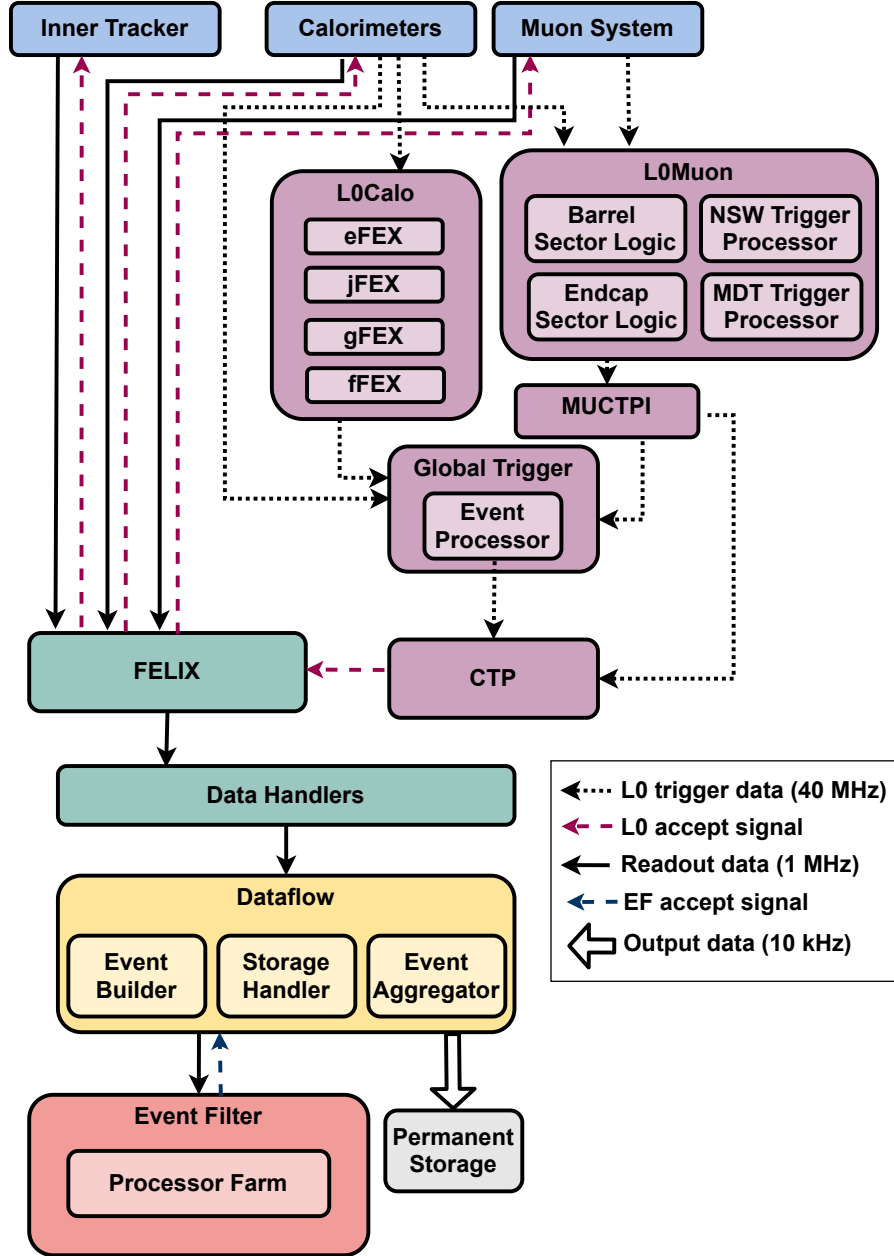 Inner Tracker
Calorimeters
Muon System
L0Calo
eFEX
jFEX
gFEX
fFEX
L0Muon
Barrel
Sector Logic
NSW Trigger
Processor
Endcap
Sector Logic
MDT Trigger
Processor
MUCTPI
Global Trigger
Event
Processor
FELIX
CTP
Data Handlers
L0 trigger data (40 MHz)
L0 accept signal
Readout data (1 MHz)
EF accept signal
Output data (10 kHz)
Dataflow
Event
Builder
Storage
Handler
Event
Aggregator
Event Filter
Processor Farm
Permanent
Storage